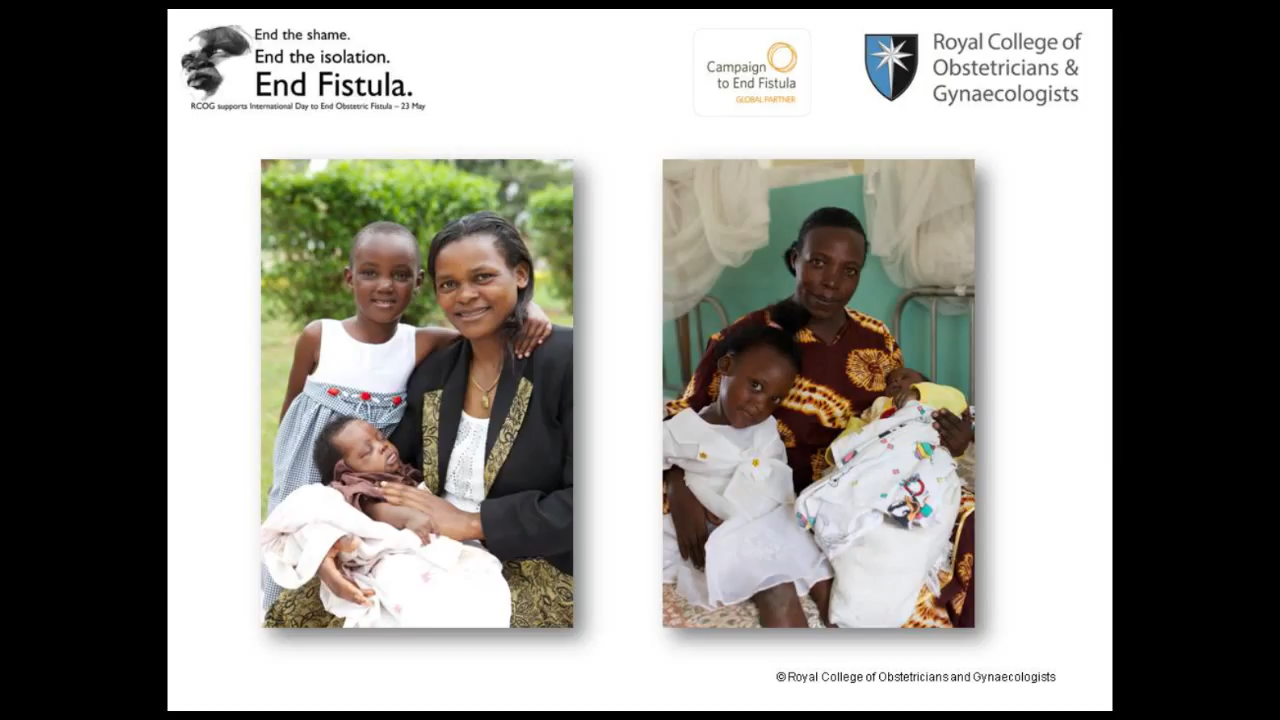 End the shame.
End the isolation.
End Fistula.
RCOG supports International Day to End Obstetric Fistula – 23 May
Campaign
to End Fistula
GLOBAL PARTNER
Royal College of
Obstetricians &
Gynaecologists
©Royal College of Obstetricians and Gynaecologists